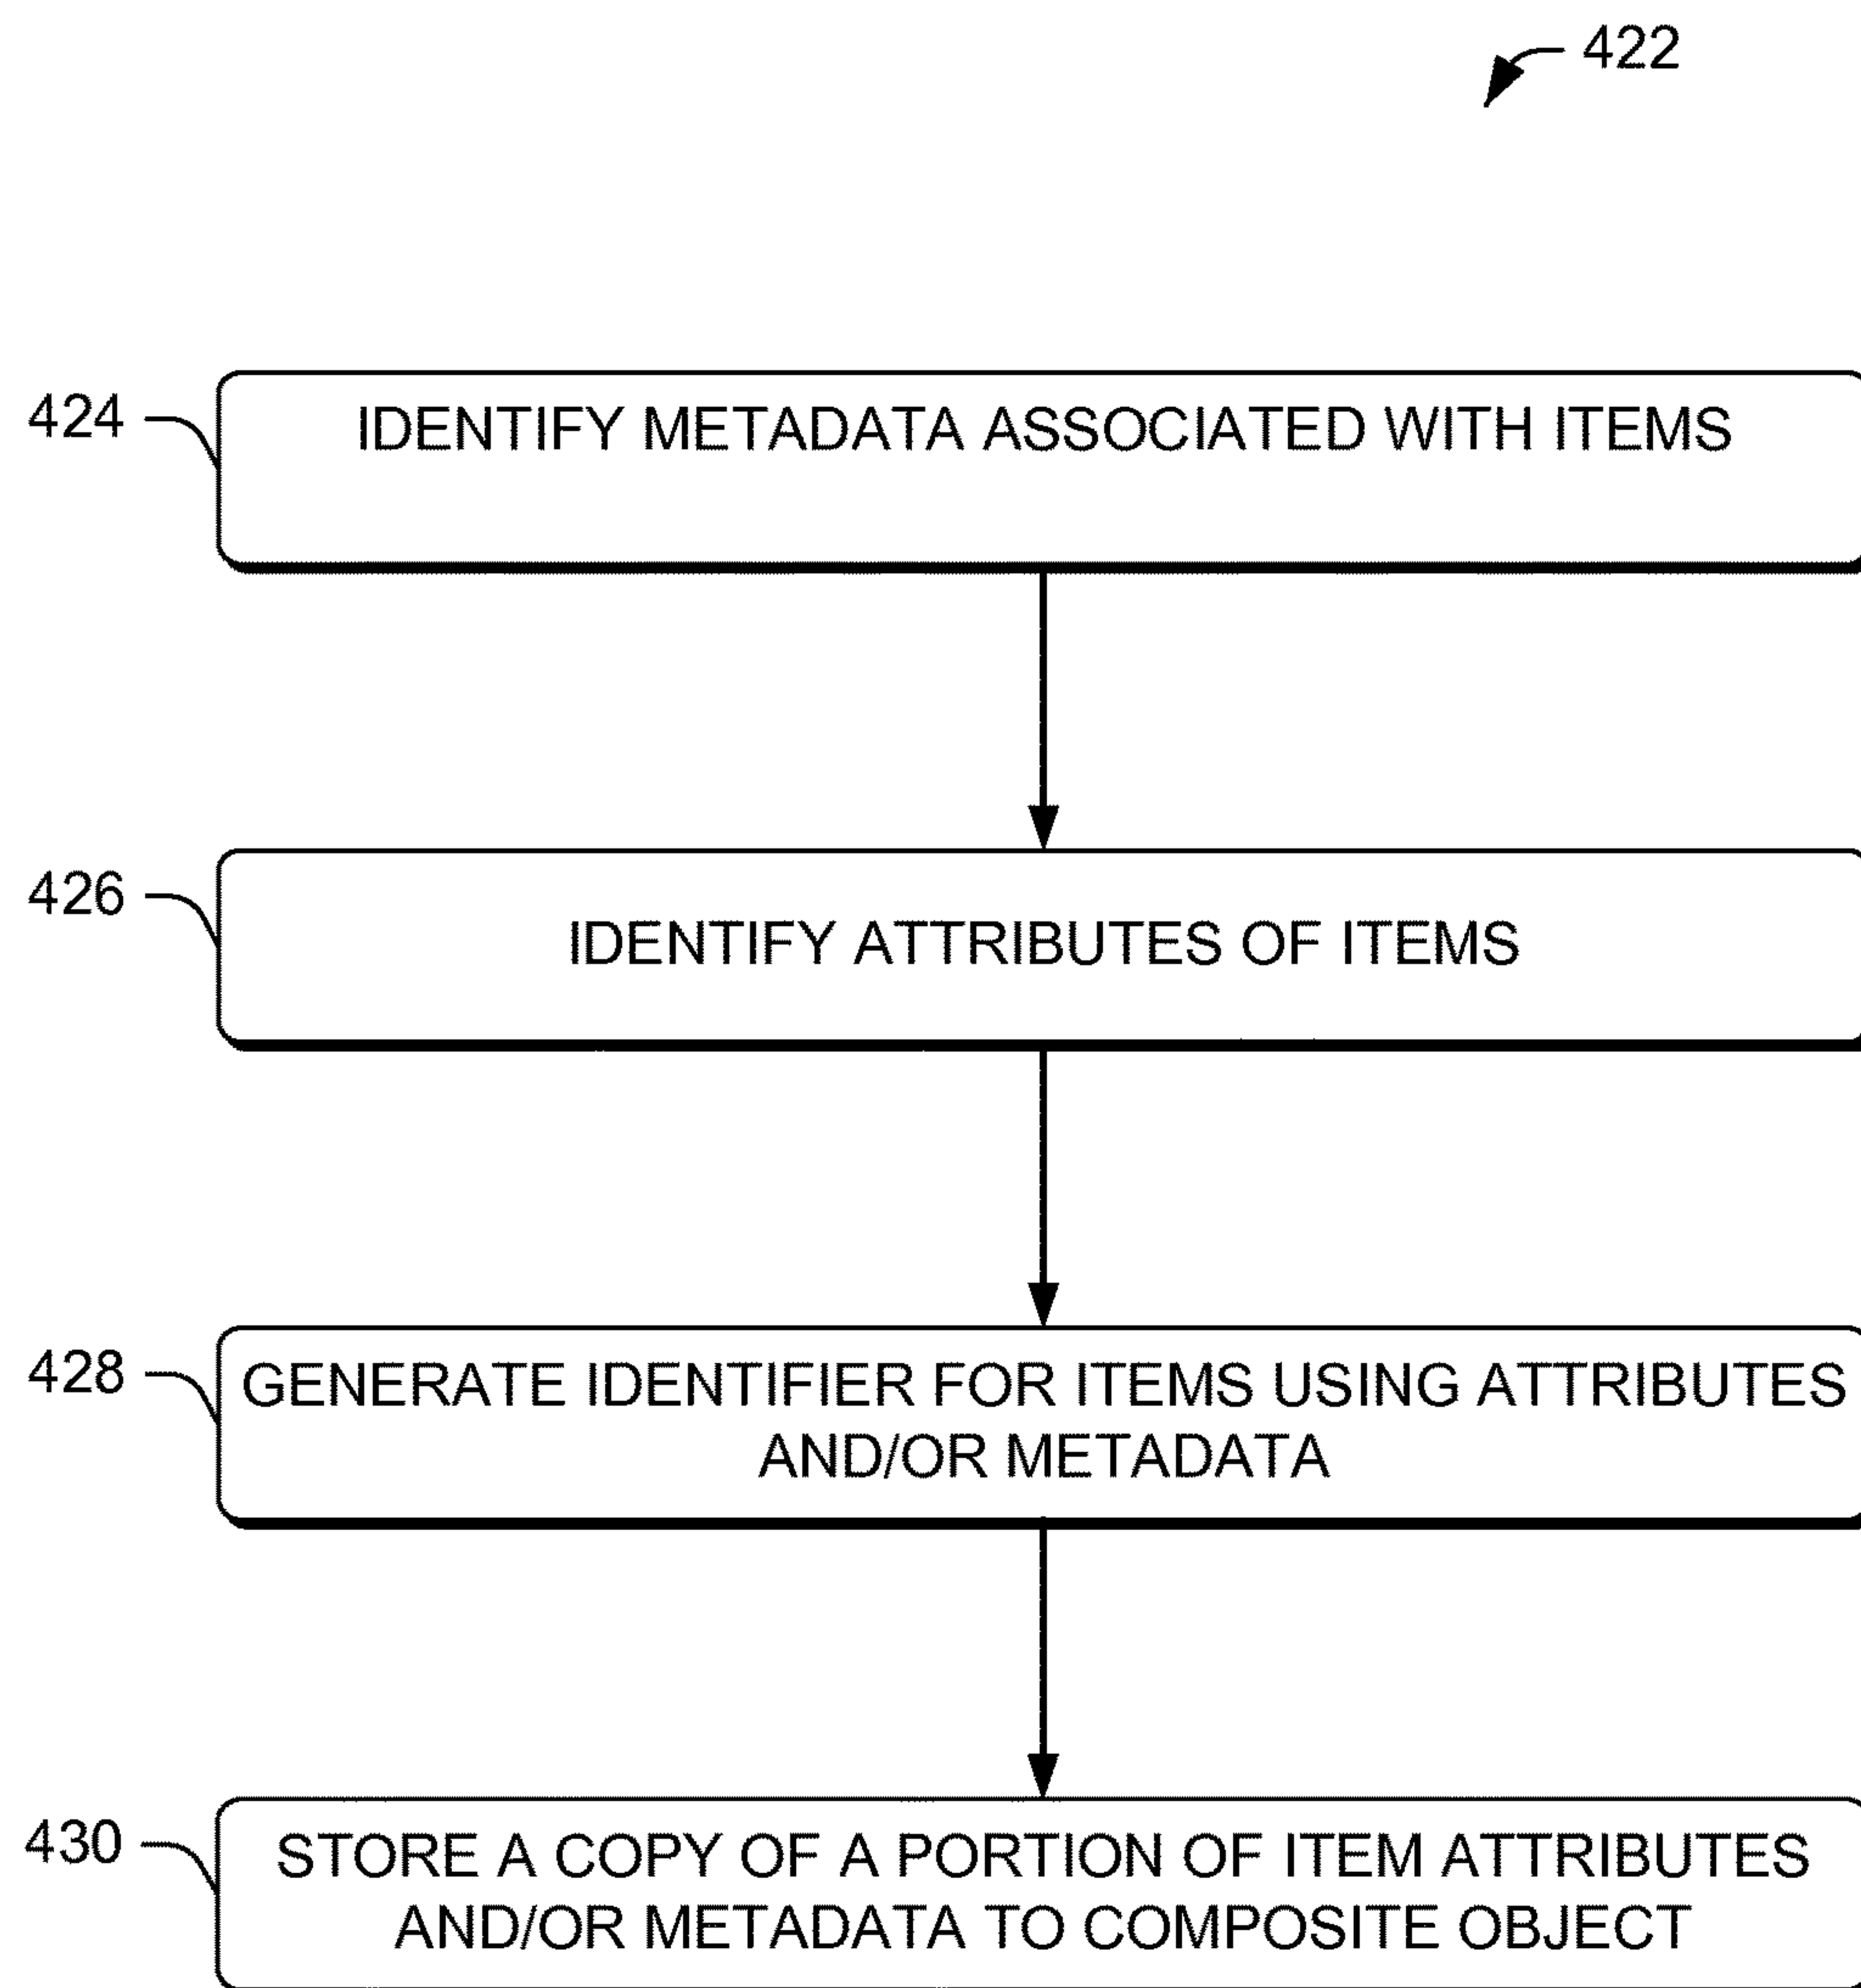 422
424
IDENTIFY METADATA ASSOCIATED WITH ITEMS
426
IDENTIFY ATTRIBUTES OF ITEMS
428
GENERATE IDENTIFIER FOR ITEMS USING ATTRIBUTES
AND/OR METADATA
430
STORE A COPY OF A PORTION OF ITEM ATTRIBUTES
AND/OR METADATA TO COMPOSITE OBJECT